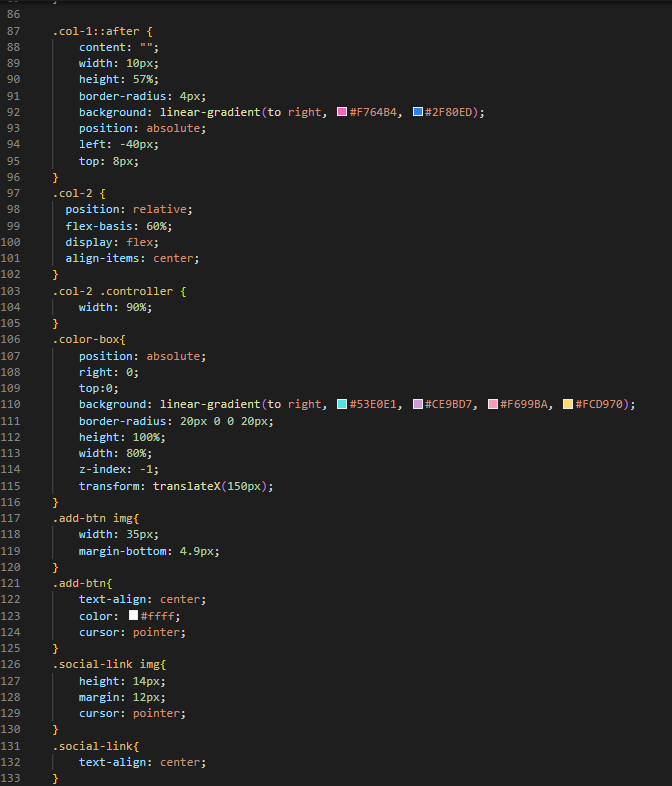 86
87 .col-1::after {
88     content: "";
89     width: 10px;
90     height: 57%;
91     border-radius: 4px;
92     background: linear-gradient(to right, #F764B4, #2F80ED);
93     position: absolute;
94     left: -40px;
95     top: 8px;
96 }
97 .col-2 {
98   position: relative;
99   flex-basis: 60%;
100   display: flex;
101   align-items: center;
102 }
103 .col-2 .controller {
104     width: 90%;
105 }
106 .color-box{
107     position: absolute;
108     right: 0;
109     top:0;
110     background: linear-gradient(to right, #53E0E1, #CE9BD7, #F699BA, #FCD970);
111     border-radius: 20px 0 0 20px;
112     height: 100%;
113     width: 80%;
114     z-index: -1;
115     transform: translateX(150px);
116 }
117 .add-btn img{
118     width: 35px;
119     margin-bottom: 4.9px;
120 }
121 .add-btn{
122     text-align: center;
123     color: #ffff;
124     cursor: pointer;
125 }
126 .social-link img{
127     height: 14px;
128     margin: 12px;
129     cursor: pointer;
130 }
131 .social-link{
132     text-align: center;
133 }